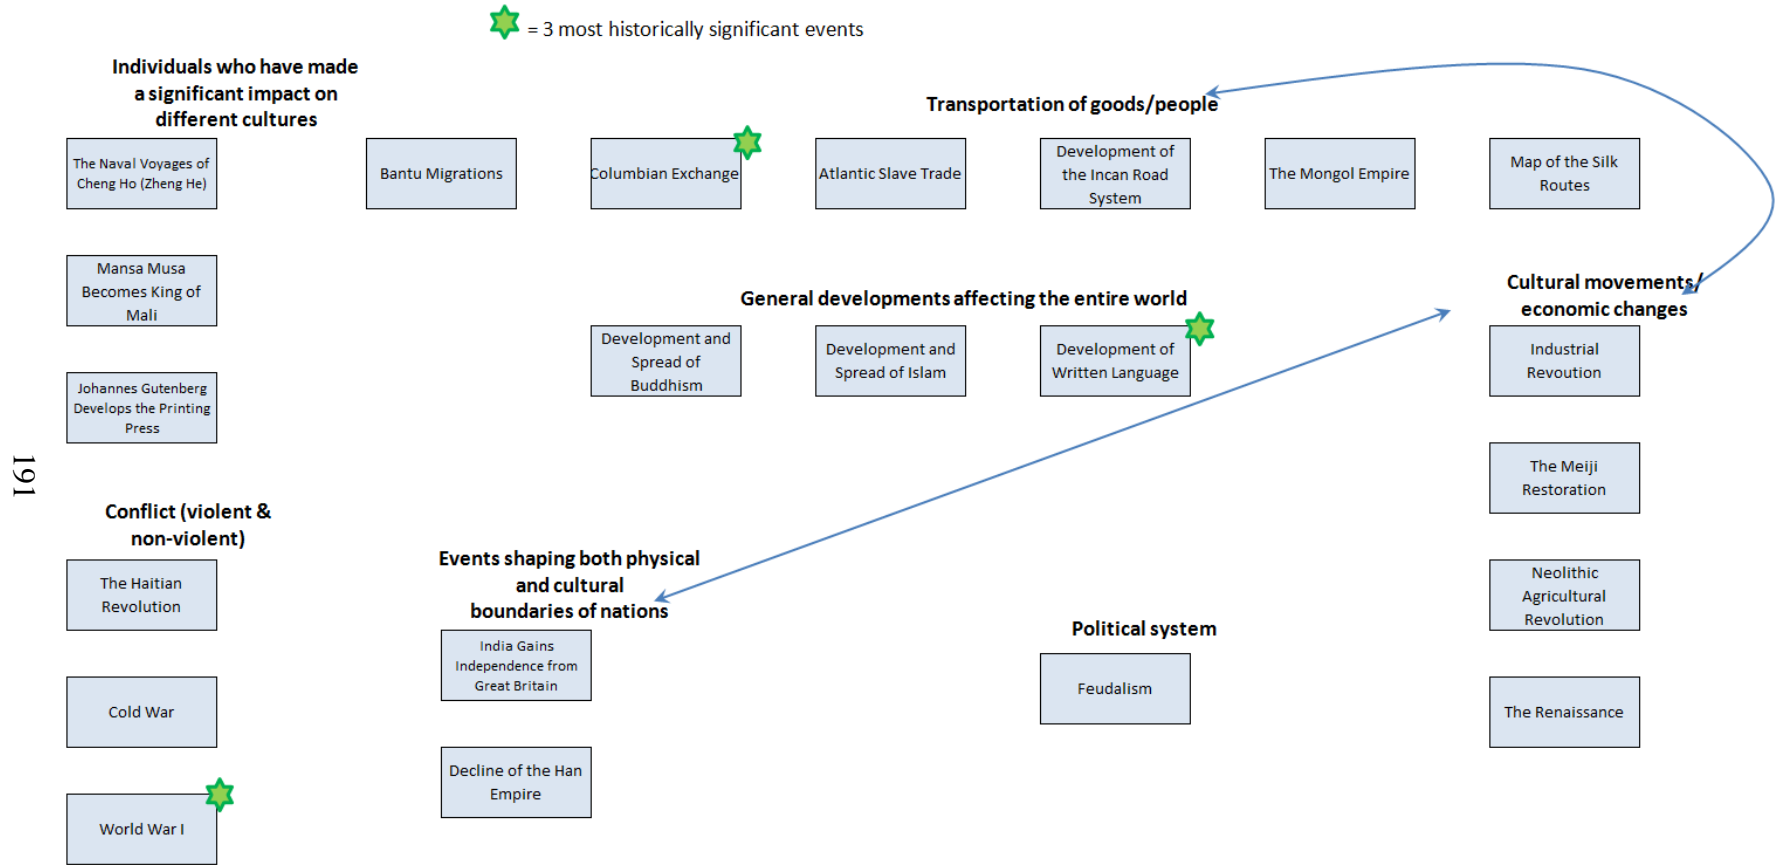 = 3 most historically significant events
Individuals who have made
a significant impact on
different cultures
The Naval Voyages of
Cheng Ho (Zheng He)
Mansa Musa
Becomes King of
Mali
Johannes Gutenberg
Develops the Printing
Press
Transportation of goods/people
Bantu Migrations
Columbian Exchange
Atlantic Slave Trade
Development of
the Incan Road
System
The Mongol Empire
Map of the Silk
Routes
General developments affecting the entire world
Development and
Spread of
Buddhism
Development and
Spread of Islam
Development of
Written Language
Cultural movements/
economic changes
Industrial
Revoution
The Meiji
Restoration
Neolithic
Agricultural
Revolution
The Renaissance
Conflict (violent &
non-violent)
The Haitian
Revolution
Cold War
World War I
Events shaping both physical
and cultural
boundaries of nations
India Gains
Independence from
Great Britain
Decline of the Han
Empire
Political system
Feudalism
191